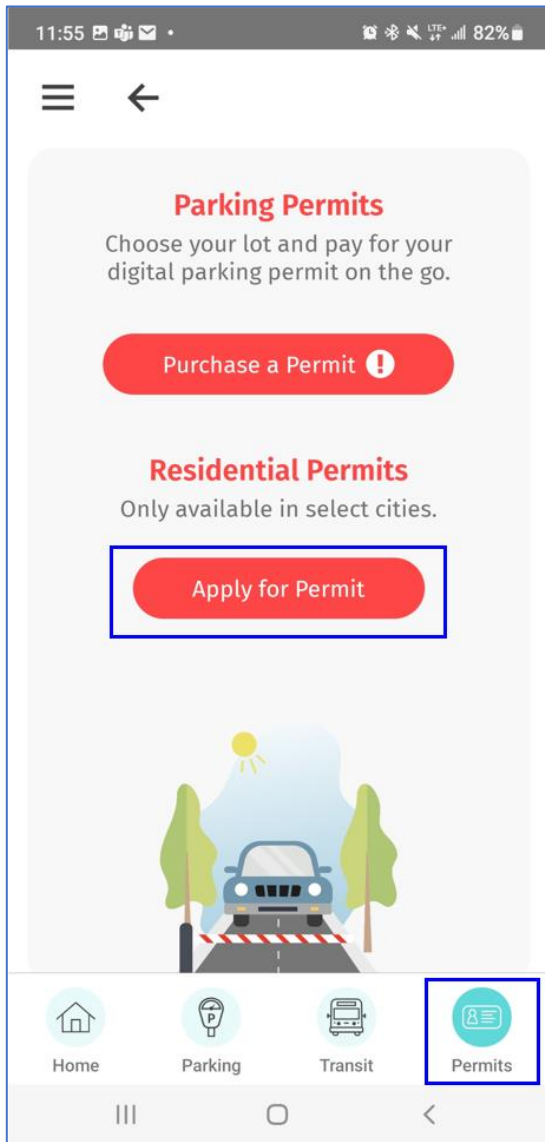 11:55 LTE+ 82%
Parking Permits
Choose your lot and pay for your
digital parking permit on the go.
Purchase a Permit !
Residential Permits
Only available in select cities.
Apply for Permit
P
Home Parking Transit Permits